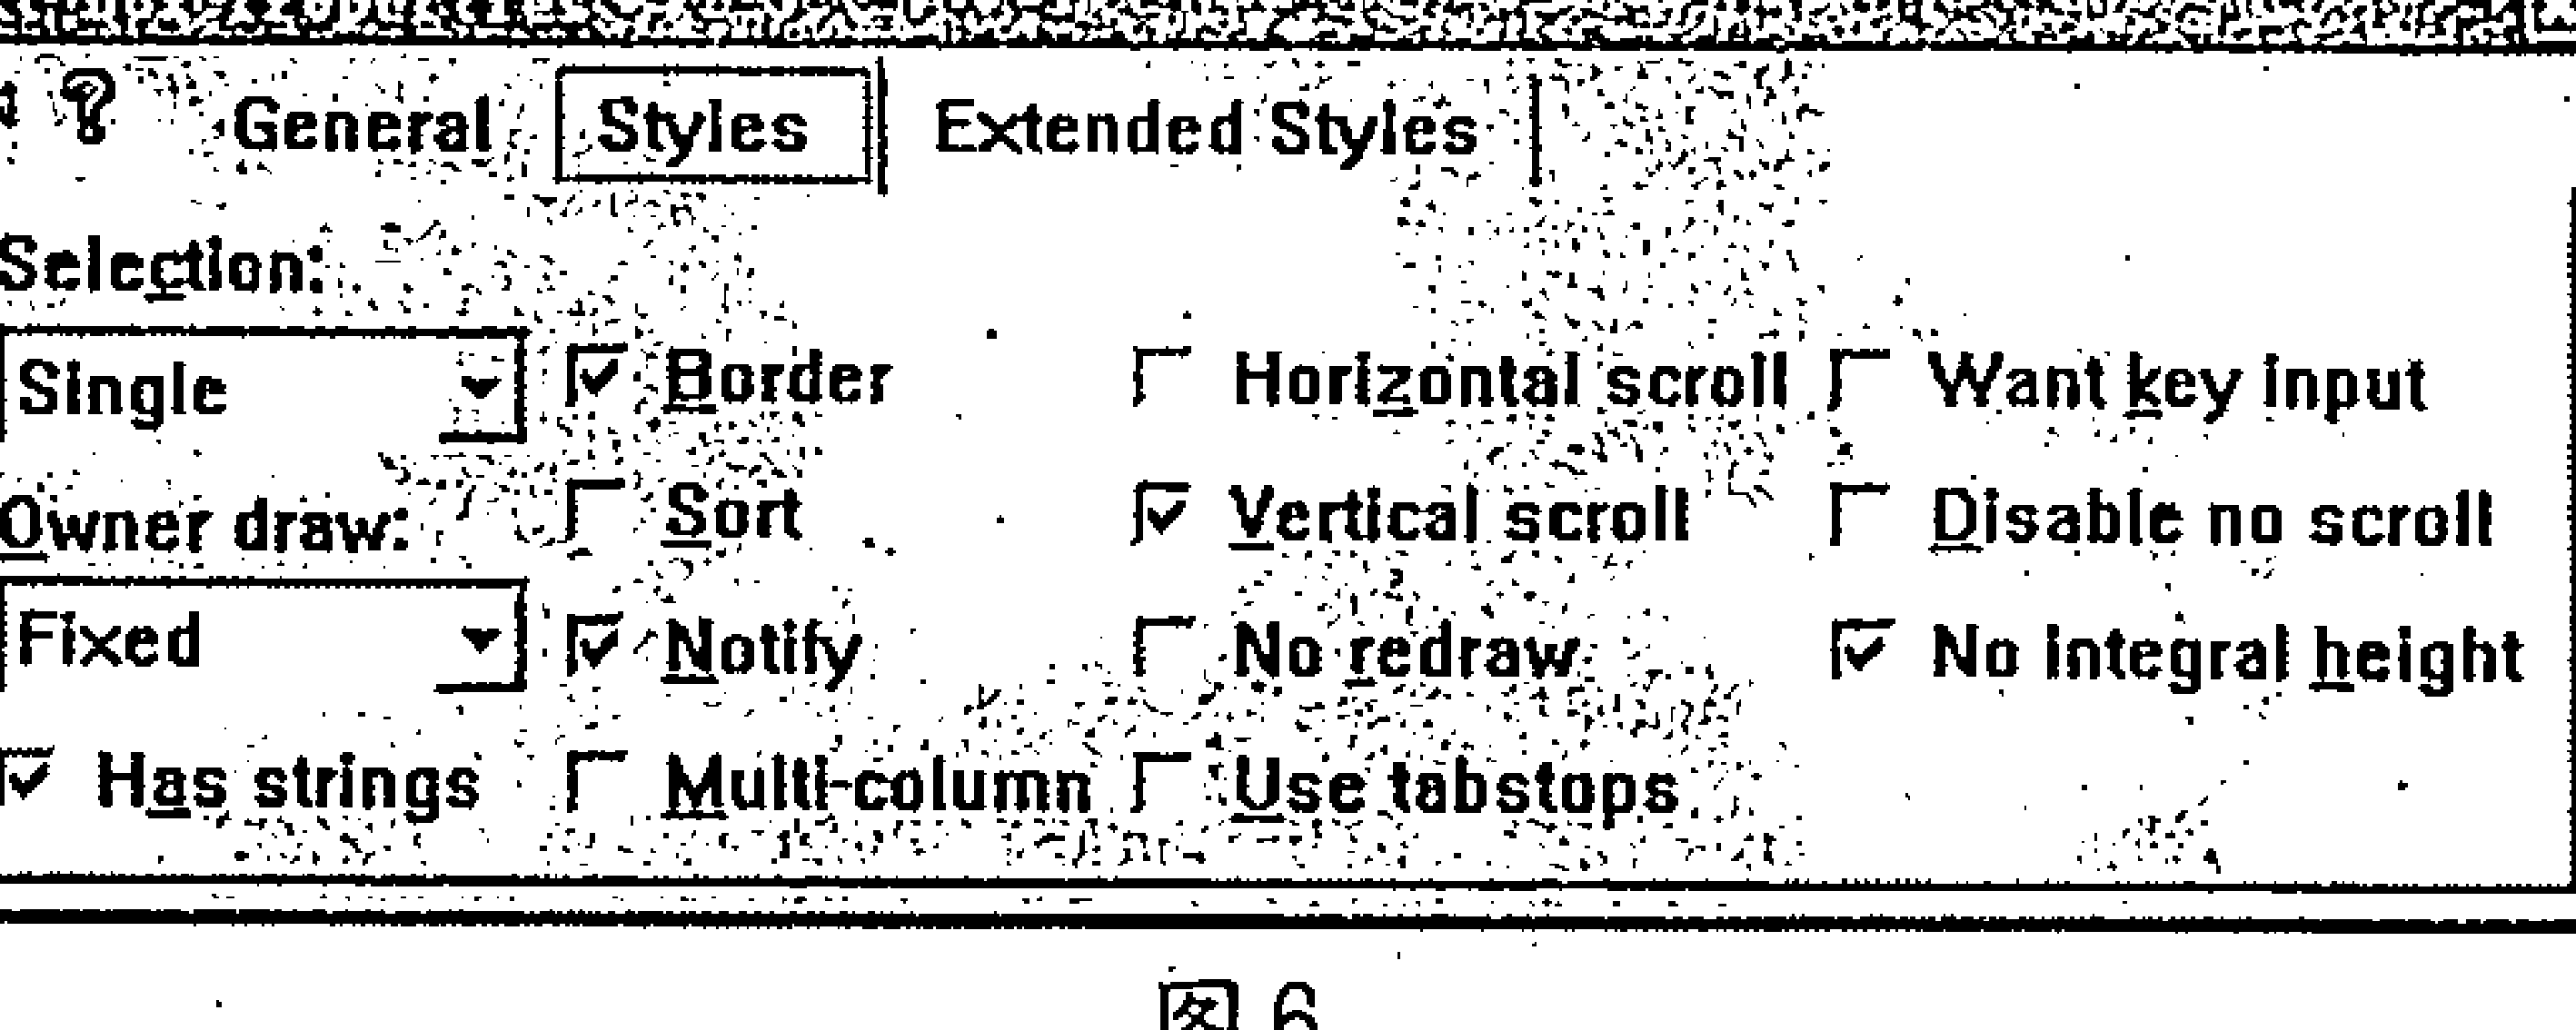 General Styles Extended Styles
Selection:
Single Border Horizontal scroll Want key input
Owner draw: Sort Vertical scroll Disable no scroll
Fixed Notify No redraw No integral height
Has strings Multi-column Use tabstops
图 6